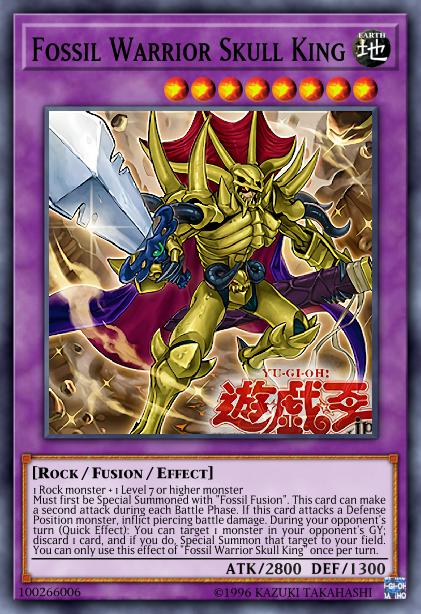 Fossil Warrior Skull King
EARTH
地
YU-GI-OH!
遊戯王
jp
[Rock / Fusion / Effect]
1 Rock monster + 1 Level 7 or higher monster
Must first be Special Summoned with "Fossil Fusion". This card can make
a second attack during each Battle Phase. If this card attacks a Defense
Position monster, inflict piercing battle damage. During your opponent's
turn (Quick Effect): You can target 1 monster in your opponent's GY;
discard 1 card, and if you do, Special Summon that target to your field.
You can only use this effect of "Fossil Warrior Skull King" once per turn.
ATK/2800 DEF/1300
100266006
©1996 KAZUKI TAKAHASHI